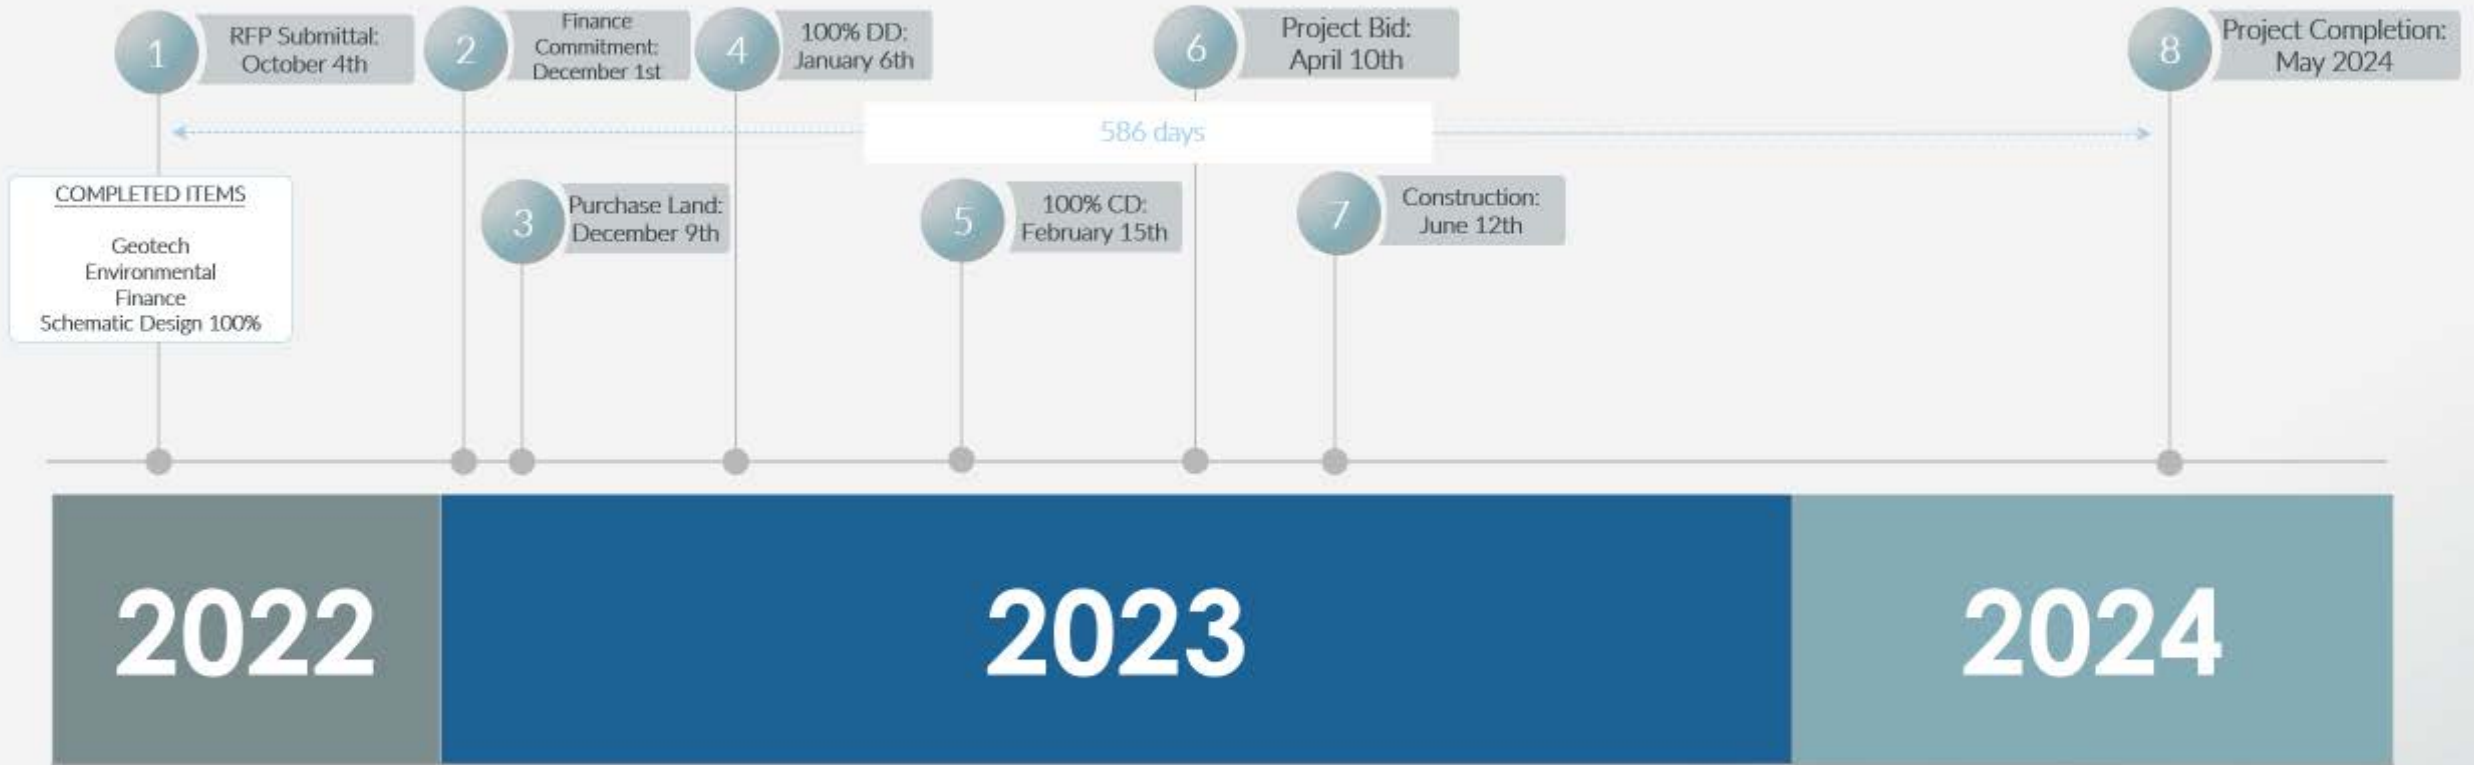 1
RFP Submittal:
October 4th
2
Finance
Commitment:
December 1st
4
100% DD:
January 6th
6
Project Bid:
April 10th
8
Project Completion:
May 2024
586 days
COMPLETED ITEMS
Geotech
Environmental
Finance
Schematic Design 100%
3
Purchase Land:
December 9th
5
100% CD:
February 15th
7
Construction:
June 12th
2022
2023
2024